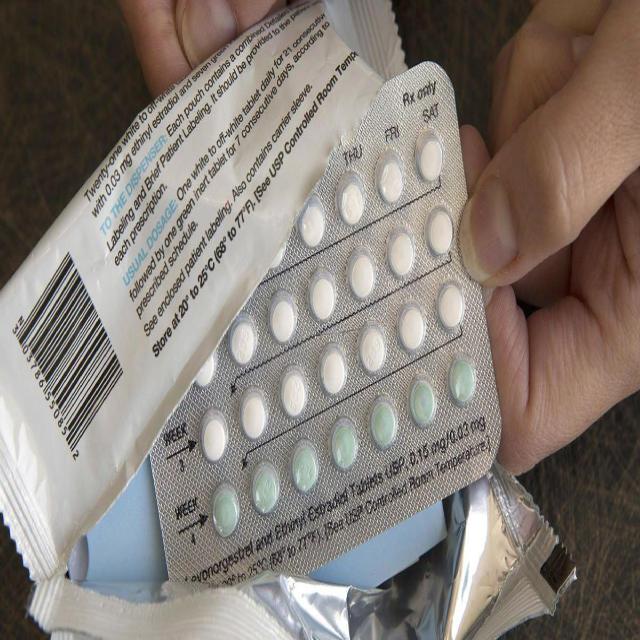 Twenty-one white to off-
with 0.03 mg ethinyl estradiol and seven
TO THE DISPENSER: Each pouch contains a combined Detailed
Labeling and Brief Patient Labeling. It should be provided to the
each prescription.
USUAL DOSAGE: One white to off-white tablet daily for 21 consecutive
followed by one green inert tablet for 7 consecutive days, according to
prescribed schedule.
See enclosed patient labeling. Also contains carrier sleeve.
Store at 20° to 25°C (68° to 77°F). [See USP Controlled Room Temp
Rx only
THU FRI SAT
WEEK
3
WEEK
4
evonorgestrel and Ethinyl Estradiol Tablets USP, 0.15 mg/0.03 mg
20° to 25°C (68° to 77°F). [See USP Controlled Room Temperature.]